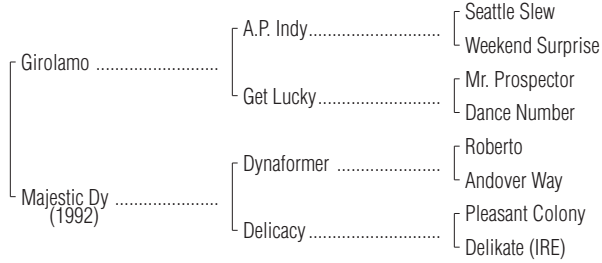 Seattle Slew
A.P. Indy..............................
Weekend Surprise
Girolamo ............................
Mr. Prospector
Get Lucky............................
Dance Number
Roberto
Dynaformer ........................
Andover Way
Majestic Dy .......................
(1992)
Pleasant Colony
Delicacy..............................
Delikate (IRE)